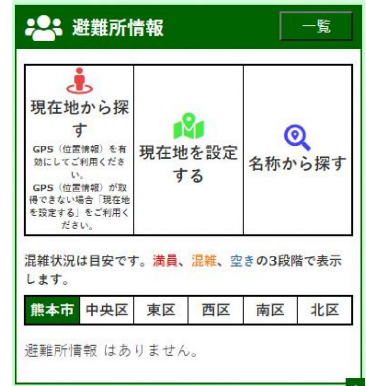 避難所情報
一覧
現在地から探
す
GPS（位置情報）を有
効にしてご利用くださ
い。
GPS（位置情報）が取
得できない場合「現在地
を設定する」をご利用く
ださい。
現在地を設定
する
名称から探す
混雑状況は目安です。満員、混雑、空きの3段階で表示
します。
熊本市 中央区 東区 西区 南区 北区
避難所情報 はありません。